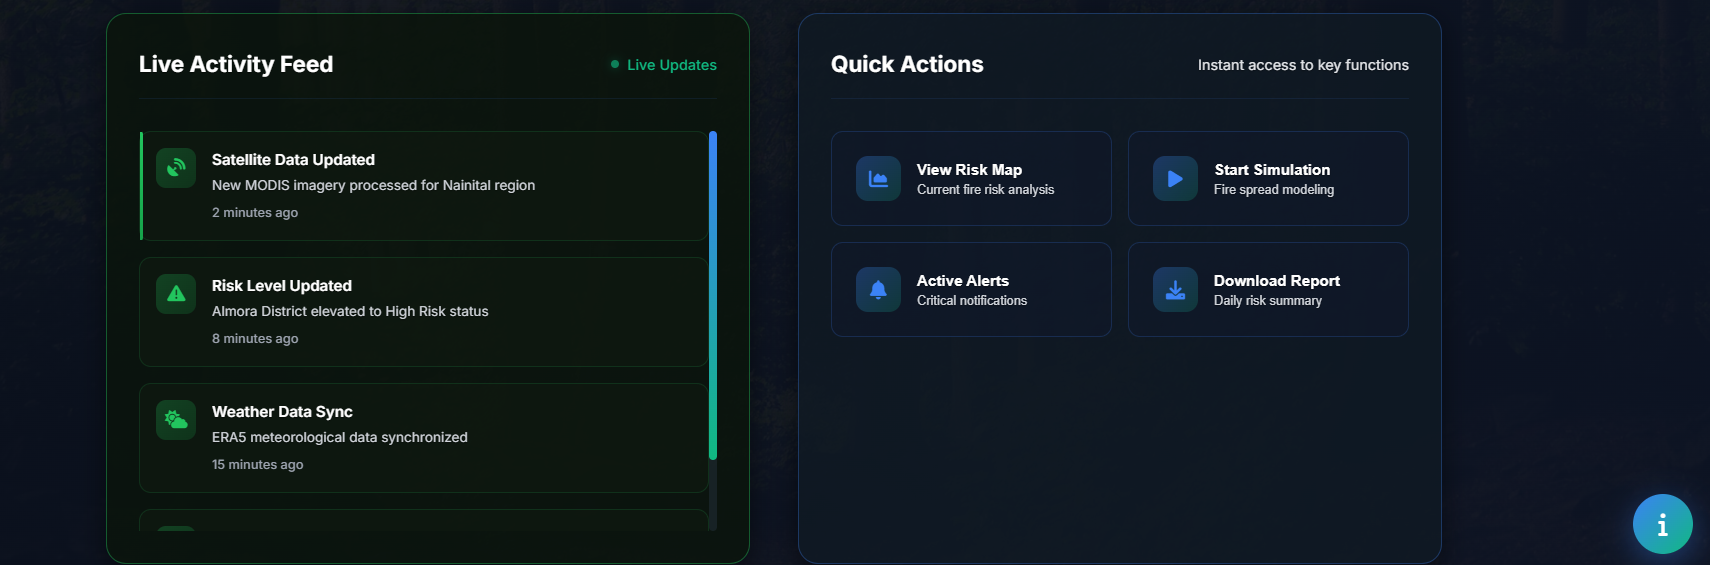 Live Activity Feed
Live Updates
Satellite Data Updated
New MODIS imagery processed for Nainital region
2 minutes ago
Risk Level Updated
Almora District elevated to High Risk status
8 minutes ago
Weather Data Sync
ERA5 meteorological data synchronized
15 minutes ago
Quick Actions
Instant access to key functions
View Risk Map
Current fire risk analysis
Start Simulation
Fire spread modeling
Active Alerts
Critical notifications
Download Report
Daily risk summary
i